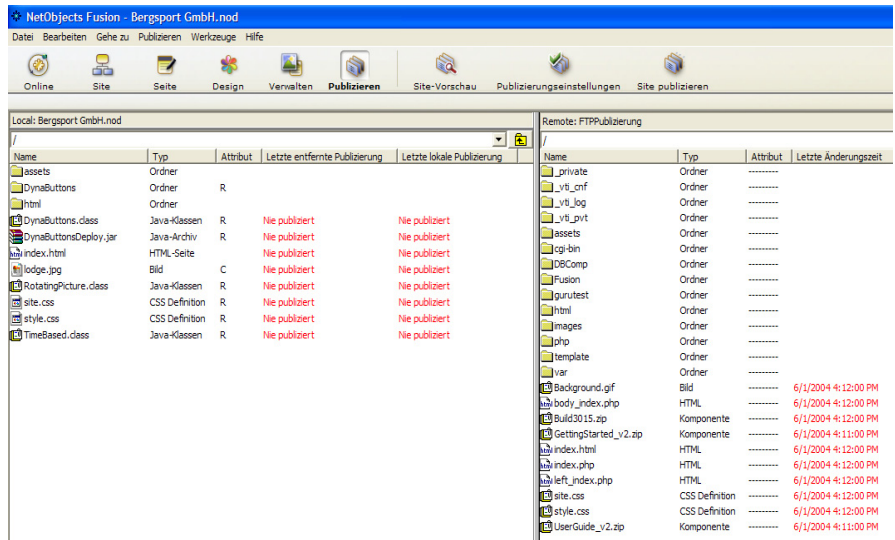 NetObjects Fusion - Bergsport GmbH.nod
Datei Bearbeiten Gehe zu Publizieren Werkzeuge Hilfe
Online Site Seite Design Verwalten Publizieren Site-Vorschau Publizierungseinstellungen Site publizieren
Local: Bergsport GmbH.nod
/
Name Typ Attribut Letzte entfernte Publizierung Letzte lokale Publizierung
assets Ordner
DynaButtons Ordner R
html Ordner
DynaButtons.class Java-Klassen R Nie publiziert Nie publiziert
DynaButtonsDeploy.jar Java-Archiv R Nie publiziert Nie publiziert
index.html HTML-Seite Nie publiziert Nie publiziert
lodge.jpg Bild C Nie publiziert Nie publiziert
RotatingPicture.class Java-Klassen R Nie publiziert Nie publiziert
site.css CSS Definition R Nie publiziert Nie publiziert
style.css CSS Definition R Nie publiziert Nie publiziert
TimeBased.class Java-Klassen R Nie publiziert Nie publiziert
Remote: FTPPublizierung
/
Name Typ Attribut Letzte Änderungszeit
_private Ordner ---------
_vti_cnf Ordner ---------
_vti_log Ordner ---------
_vti_pvt Ordner ---------
assets Ordner ---------
cgi-bin Ordner ---------
DBComp Ordner ---------
Fusion Ordner ---------
gurutest Ordner ---------
html Ordner ---------
images Ordner ---------
php Ordner ---------
template Ordner ---------
var Ordner ---------
Background.gif Bild --------- 6/1/2004 4:12:00 PM
body_index.php HTML --------- 6/1/2004 4:12:00 PM
Build3015.zip Komponente --------- 6/1/2004 4:12:00 PM
GettingStarted_v2.zip Komponente --------- 6/1/2004 4:11:00 PM
index.html HTML --------- 6/1/2004 4:12:00 PM
index.php HTML --------- 6/1/2004 4:12:00 PM
left_index.php HTML --------- 6/1/2004 4:12:00 PM
site.css CSS Definition --------- 6/1/2004 4:12:00 PM
style.css CSS Definition --------- 6/1/2004 4:12:00 PM
UserGuide_v2.zip Komponente --------- 6/1/2004 4:11:00 PM